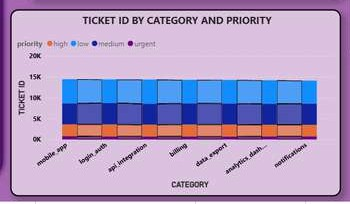 TICKET ID BY CATEGORY AND PRIORITY
priority high low medium urgent
20K
15K
10K
5K
0K
TICKET ID
mobile_app
login_auth
api_integration
billing
data_export
analytics_dash...
notifications
CATEGORY